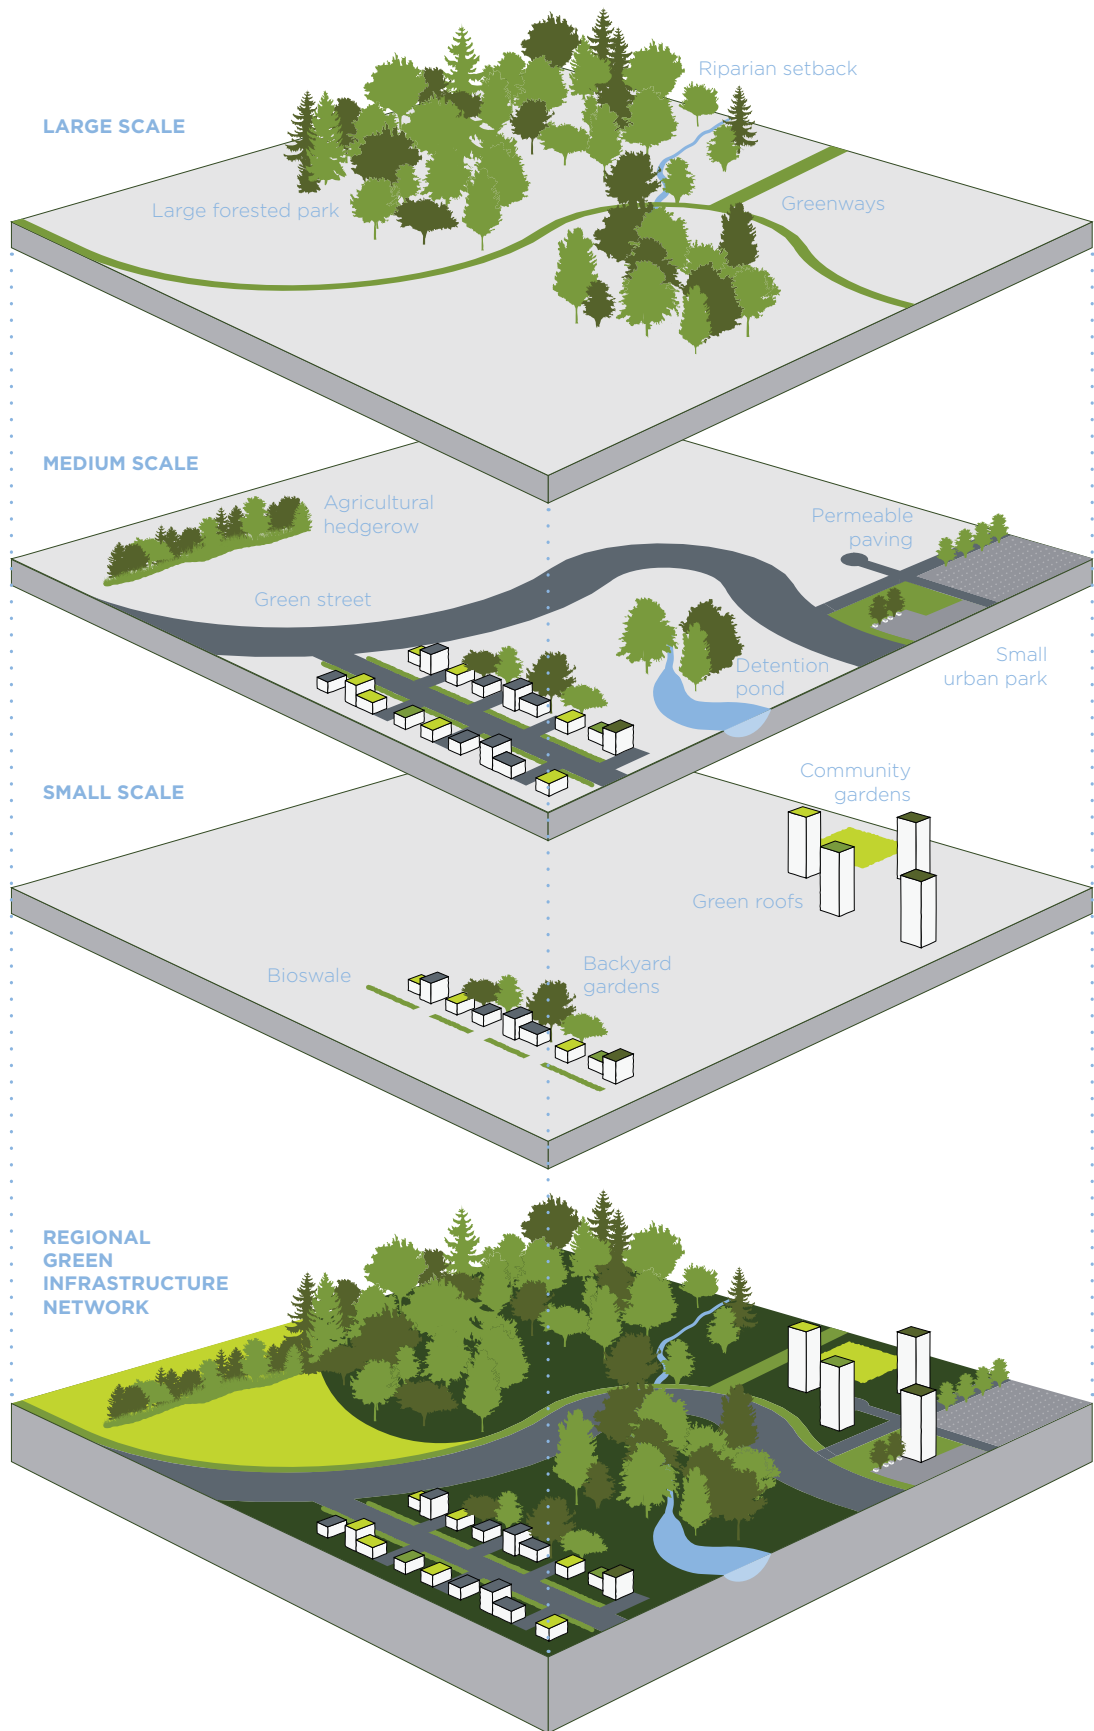 Riparian setback
LARGE SCALE
Large forested park
Greenways
MEDIUM SCALE
Agricultural
hedgerow
Permeable
paving
Green street
Small
urban park
Detention
pond
SMALL SCALE
Community
gardens
Green roofs
Bioswale
Backyard
gardens
REGIONAL
GREEN
INFRASTRUCTURE
NETWORK